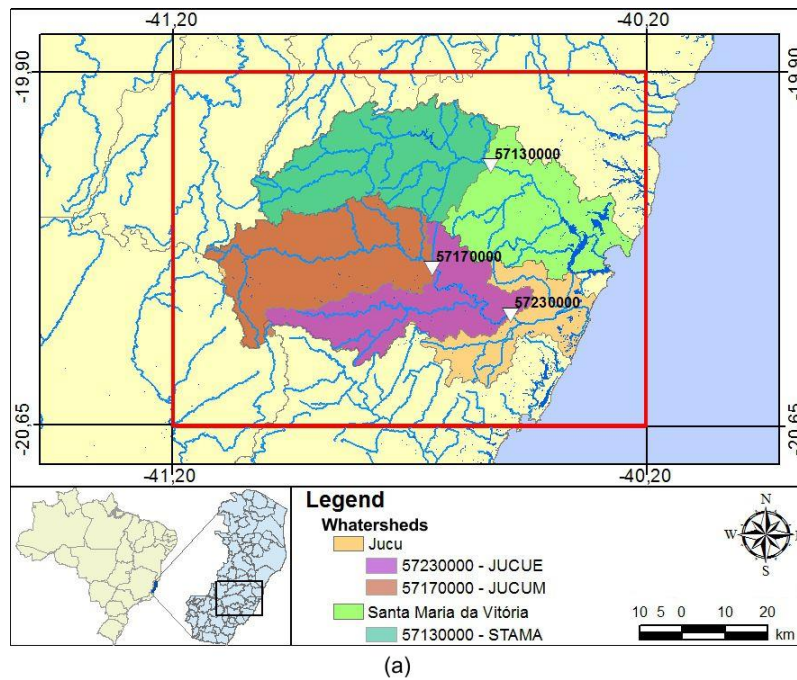 -41,20
-40,20
-19,90
-19,90
57130000
57170000
57230000
-20,65
-20,65
-41,20
-40,20
Legend
Whatersheds
Jucu
57230000 - JUCUE
57170000 - JUCUM
Santa Maria da Vitória
57130000 - STAMA
N
W
S
10 5 0 10 20
km
(a)